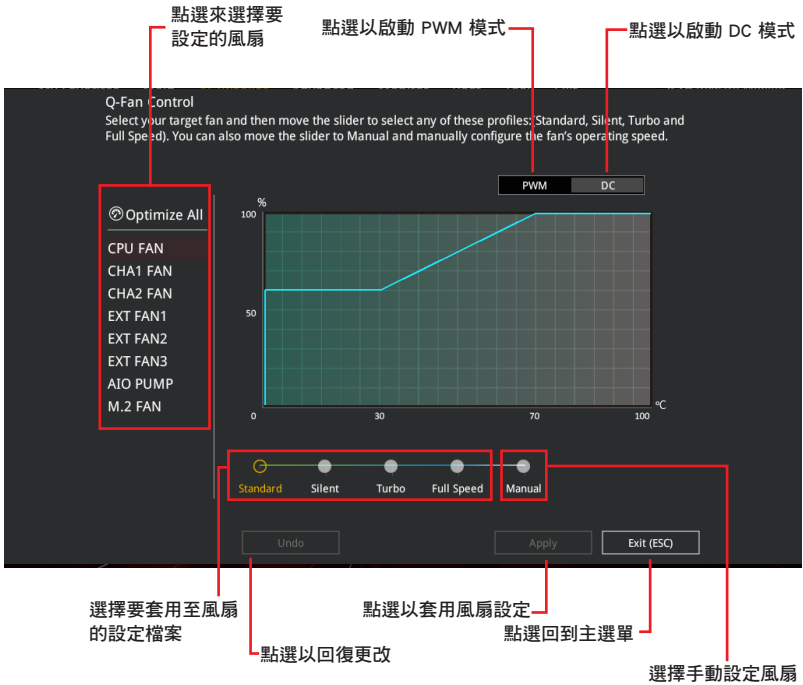 點選來選擇要
設定的風扇
點選以啟動 PWM 模式
點選以啟動 DC 模式
Q-Fan Control
Select your target fan and then move the slider to select any of these profiles:(Standard, Silent, Turbo and
Full Speed). You can also move the slider to Manual and manually configure the fan's operating speed.
PWM DC
Optimize All
CPU FAN
CHA1 FAN
CHA2 FAN
EXT FAN1
EXT FAN2
EXT FAN3
AIO PUMP
M.2 FAN
%
100
50
0 30 70 100
ºC
Standard Silent Turbo Full Speed Manual
Undo Apply Exit (ESC)
選擇要套用至風扇
的設定檔案
點選以套用風扇設定
點選回到主選單
點選以回復更改
選擇手動設定風扇